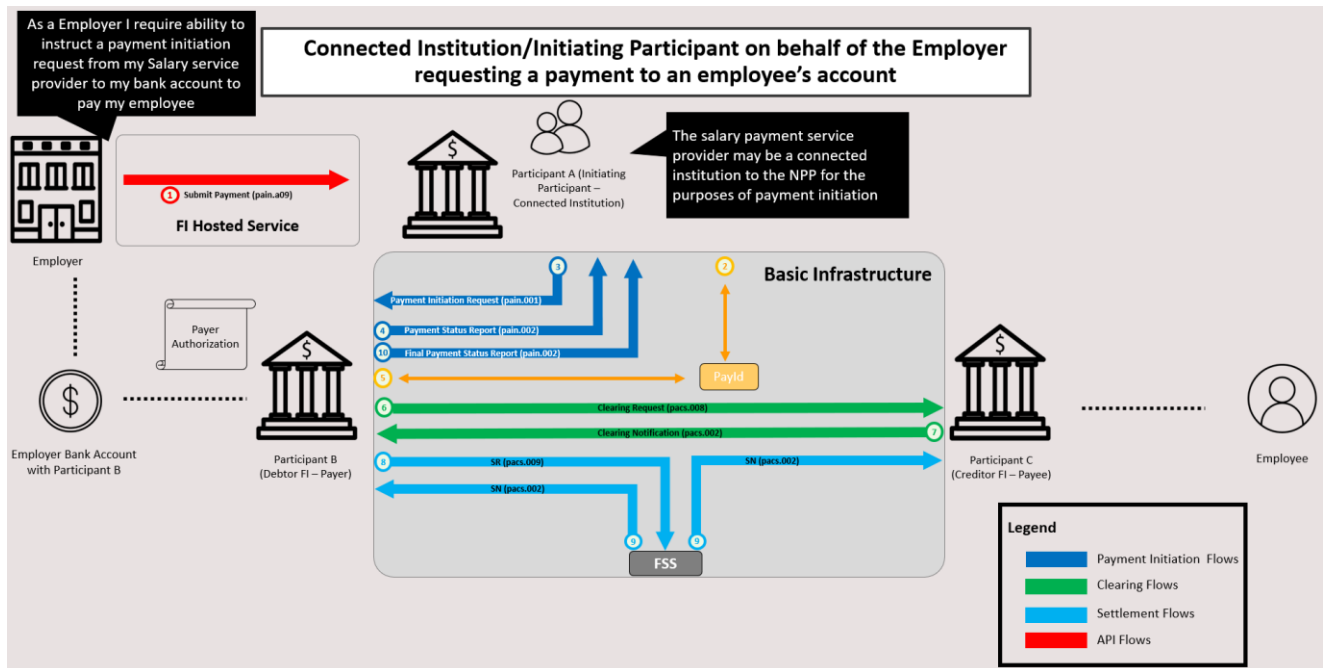 As a Employer I require ability to
instruct a payment initiation
request from my Salary service
provider to my bank account to
pay my employee
Connected Institution/Initiating Participant on behalf of the Employer
requesting a payment to an employee's account
$
Participant A (Initiating
Participant –
Connected Institution)
The salary payment service
provider may be a connected
institution to the NPP for the
purposes of payment initiation
1 Submit Payment (pain.a09)
FI Hosted Service
Employer
Basic Infrastructure
3
2
Payment Initiation Request (pain.001)
4 Payment Status Report (pain.002)
10 Final Payment Status Report (pain.002)
5
PayId
Payer
Authorization
$
$
$
6 Clearing Request (pacs.008)
Clearing Notification (pacs.002) 7
Employer Bank Account
with Participant B
Participant B
(Debtor FI – Payer)
8 SR (pacs.009)
SN (pacs.002)
SN (pacs.002)
9
9
FSS
Participant C
(Creditor FI – Payee)
Employee
Legend
Payment Initiation Flows
Clearing Flows
Settlement Flows
API Flows